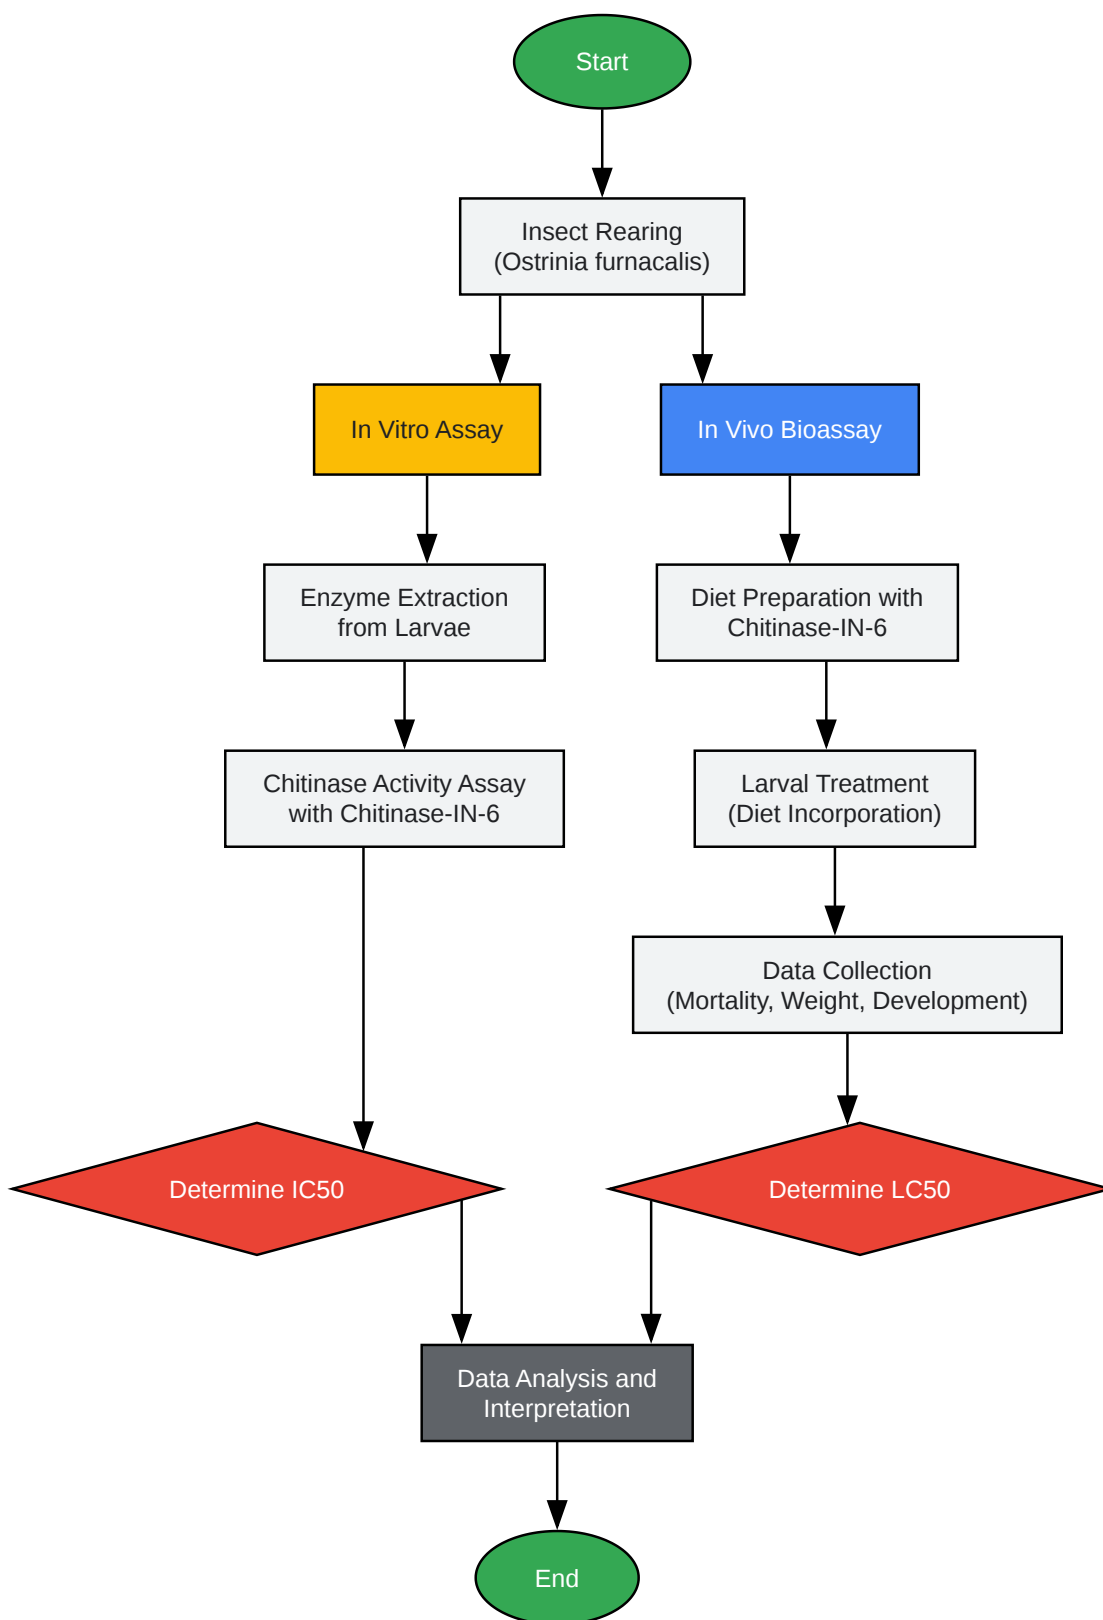 Start
Insect Rearing
(Ostrinia furnacalis)
In Vitro Assay
In Vivo Bioassay
Enzyme Extraction
from Larvae
Diet Preparation with
Chitinase-IN-6
Chitinase Activity Assay
with Chitinase-IN-6
Larval Treatment
(Diet Incorporation)
Data Collection
(Mortality, Weight, Development)
Determine IC50
Determine LC50
Data Analysis and
Interpretation
End